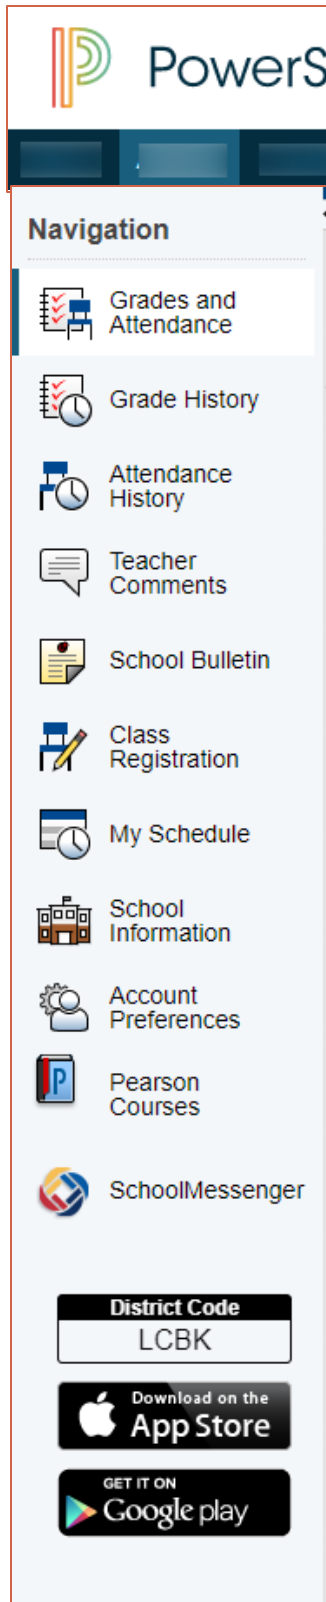 PowerS
Navigation
Grades and
Attendance
Grade History
Attendance
History
Teacher
Comments
School Bulletin
Class
Registration
My Schedule
School
Information
Account
Preferences
P
Pearson
Courses
SchoolMessenger
District Code
LCBK
Download on the
App Store
GET IT ON
Google play